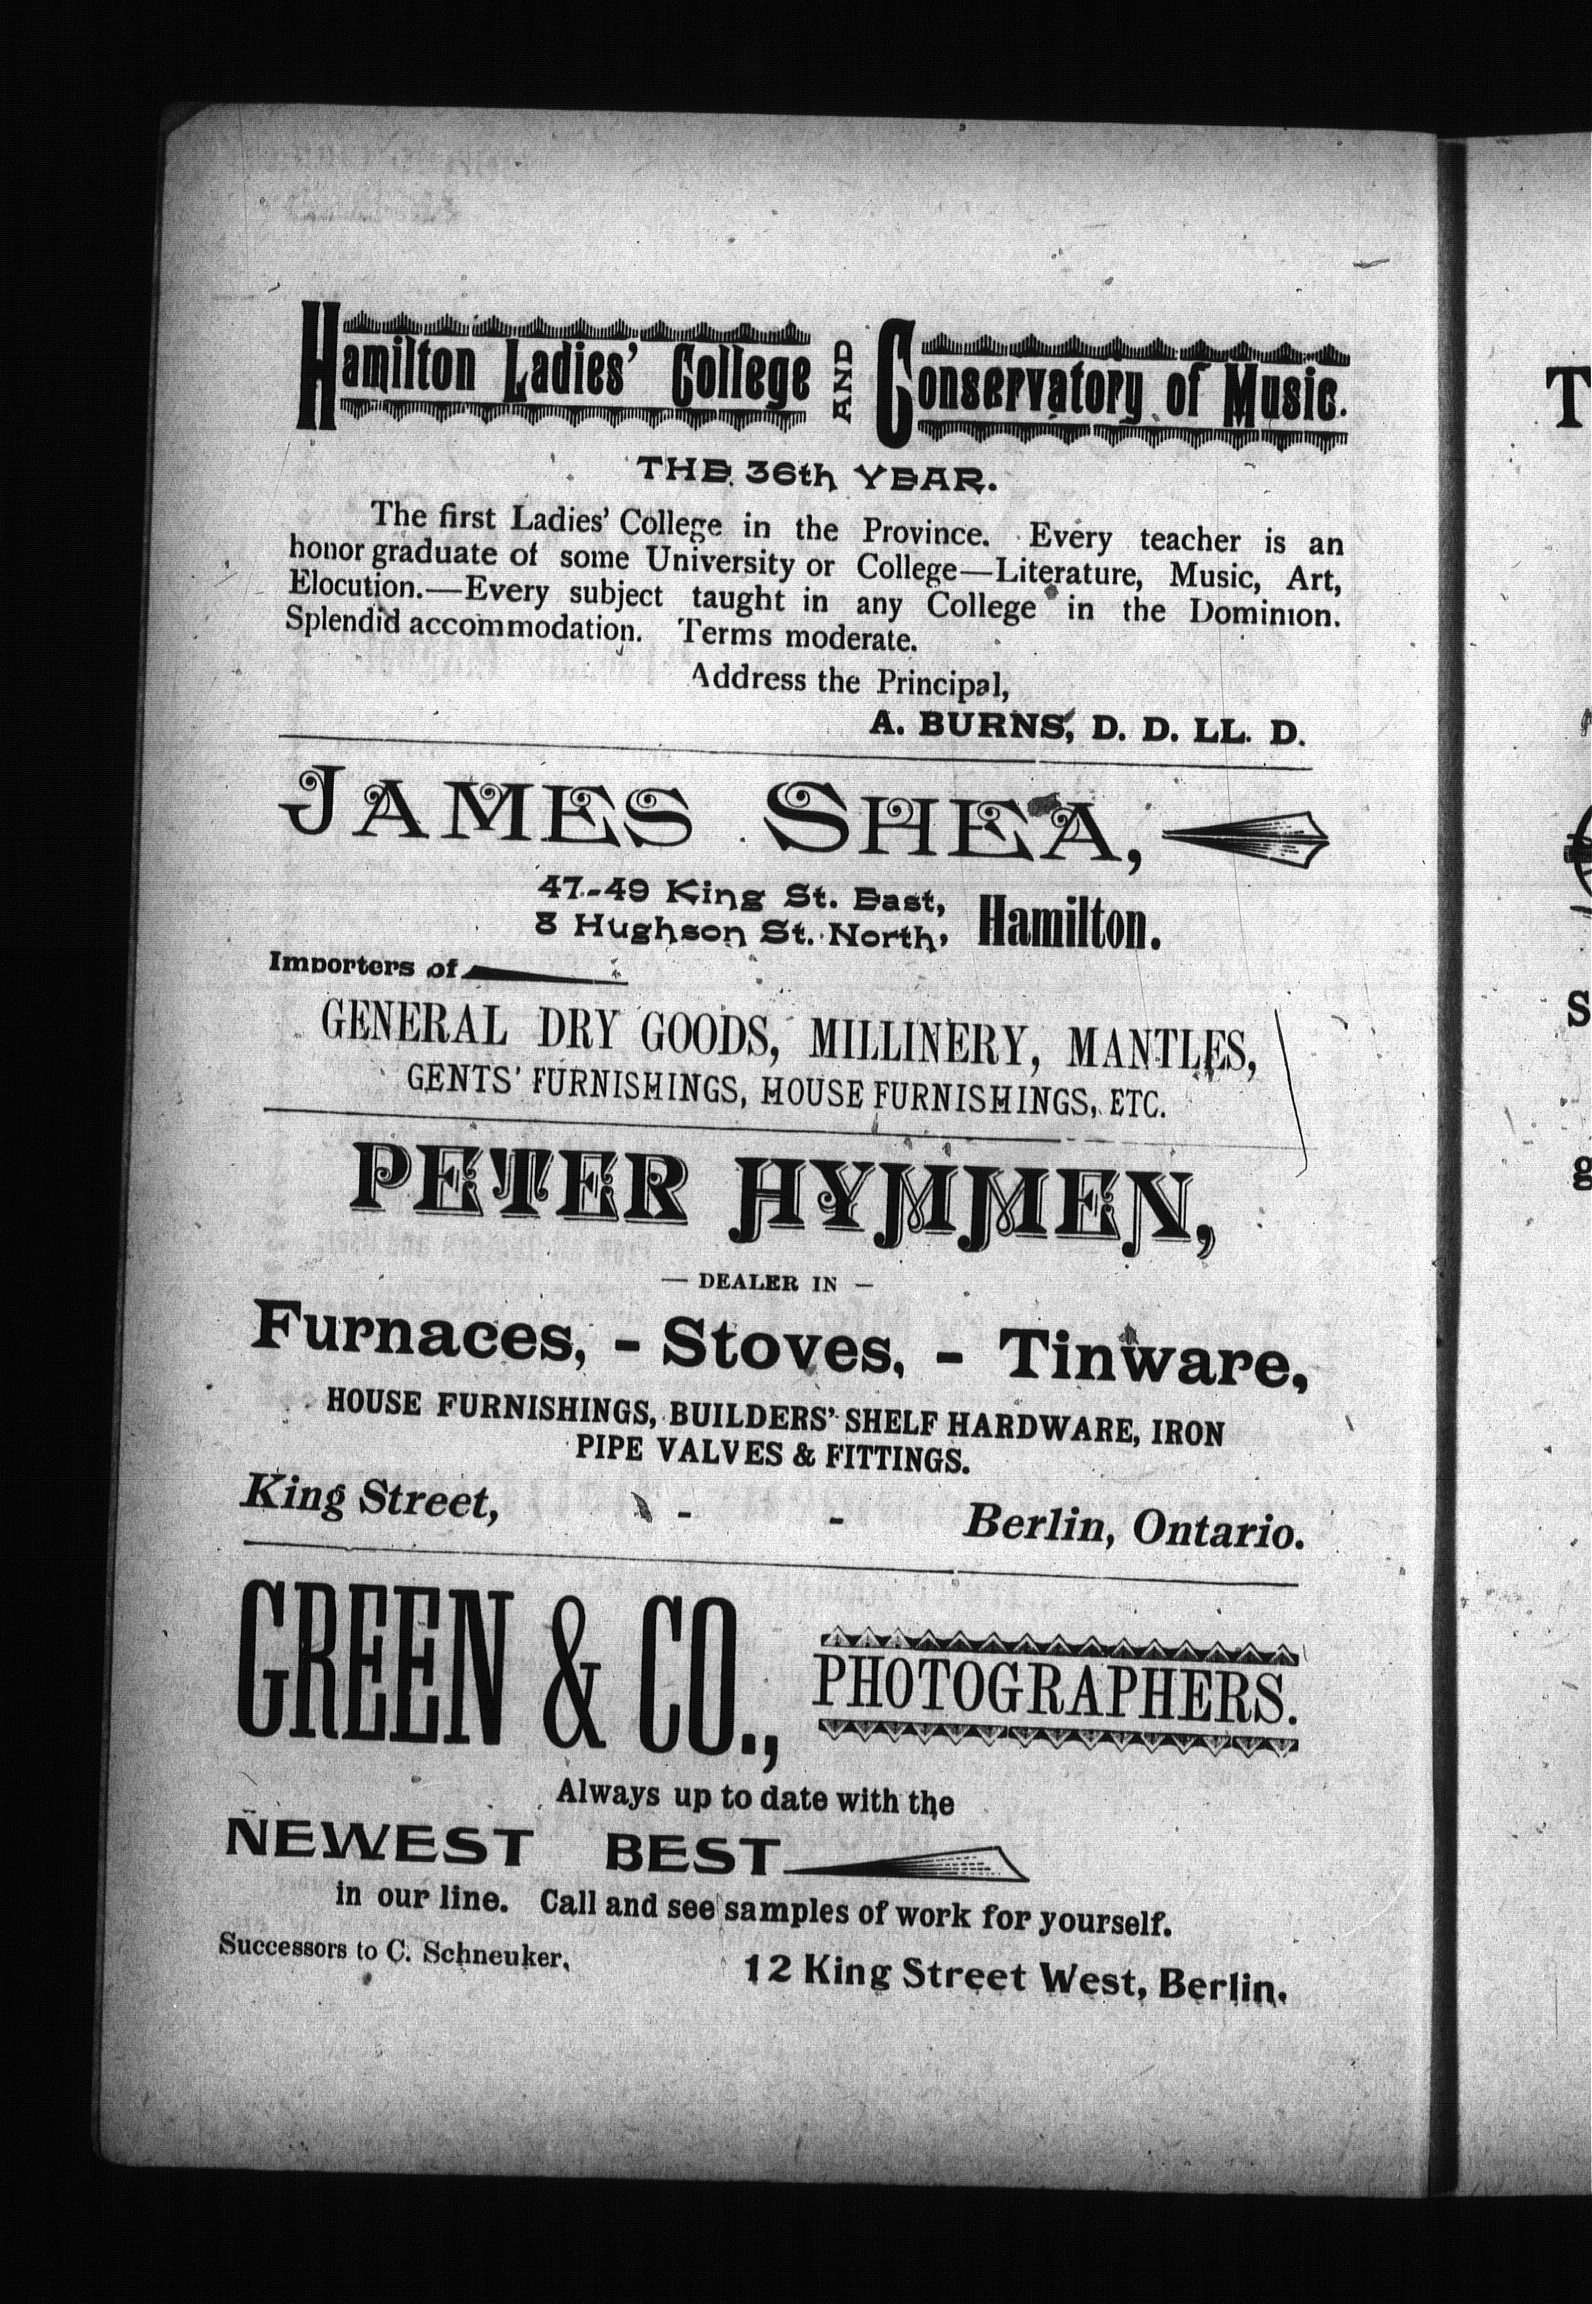 Hamilton Ladies' College AND Conservatory of Music.
THE 36th YEAR.
The first Ladies' College in the Province. Every teacher is an
honor graduate of some University or College—Literature, Music, Art,
Elocution.—Every subject taught in any College in the Dominion.
Splendid accommodation. Terms moderate.
Address the Principal,
A. BURNS, D. D. LL. D.
JAMES SHEA,
47-49 King St. East,
8 Hughson St. North,
Hamilton.
Importers of
GENERAL DRY GOODS, MILLINERY, MANTLES,
GENTS' FURNISHINGS, HOUSE FURNISHINGS, ETC.
PETER HYMMEN,
— DEALER IN —
Furnaces, - Stoves, - Tinware,
HOUSE FURNISHINGS, BUILDERS' SHELF HARDWARE, IRON
PIPE VALVES & FITTINGS.
King Street, - - Berlin, Ontario.
GREEN & CO., PHOTOGRAPHERS.
Always up to date with the
NEWEST BEST
in our line. Call and see samples of work for yourself.
Successors to C. Schneuker,
12 King Street West, Berlin.